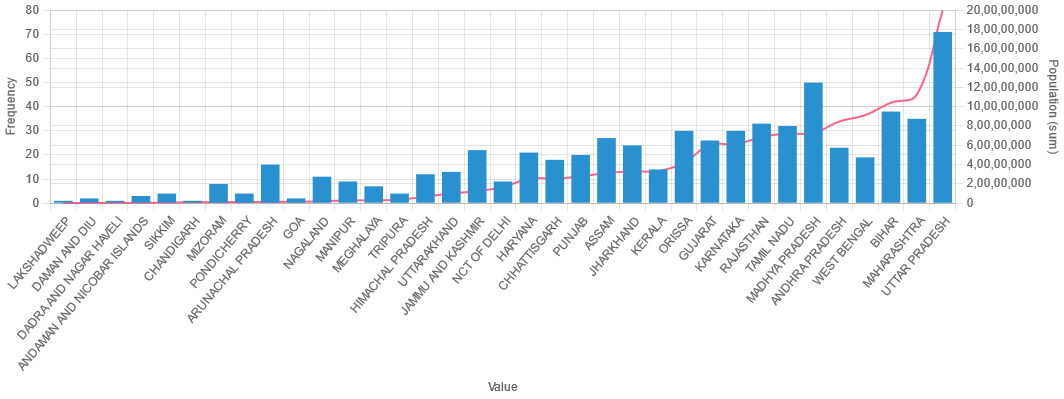 80
70
60
50
40
30
20
10
0
Frequency
20,00,00,000
18,00,00,000
16,00,00,000
14,00,00,000
12,00,00,000
10,00,00,000
8,00,00,000
6,00,00,000
4,00,00,000
2,00,00,000
0
Population (sum)
LAKSHADWEEP
DAMAN AND DIU
DADRA AND NAGAR HAVELI
ANDAMAN AND NICOBAR ISLANDS
SIKKIM
CHANDIGARH
MIZORAM
PONDICHERRY
ARUNACHAL PRADESH
GOA
NAGALAND
MANIPUR
MEGHALAYA
TRIPURA
HIMACHAL PRADESH
UTTARAKHAND
JAMMU AND KASHMIR
NCT OF DELHI
HARYANA
CHHATTISGARH
PUNJAB
ASSAM
JHARKHAND
KERALA
ORISSA
GUJARAT
KARNATAKA
RAJASTHAN
TAMIL NADU
MADHYA PRADESH
ANDHRA PRADESH
WEST BENGAL
BIHAR
MAHARASHTRA
UTTAR PRADESH
Value